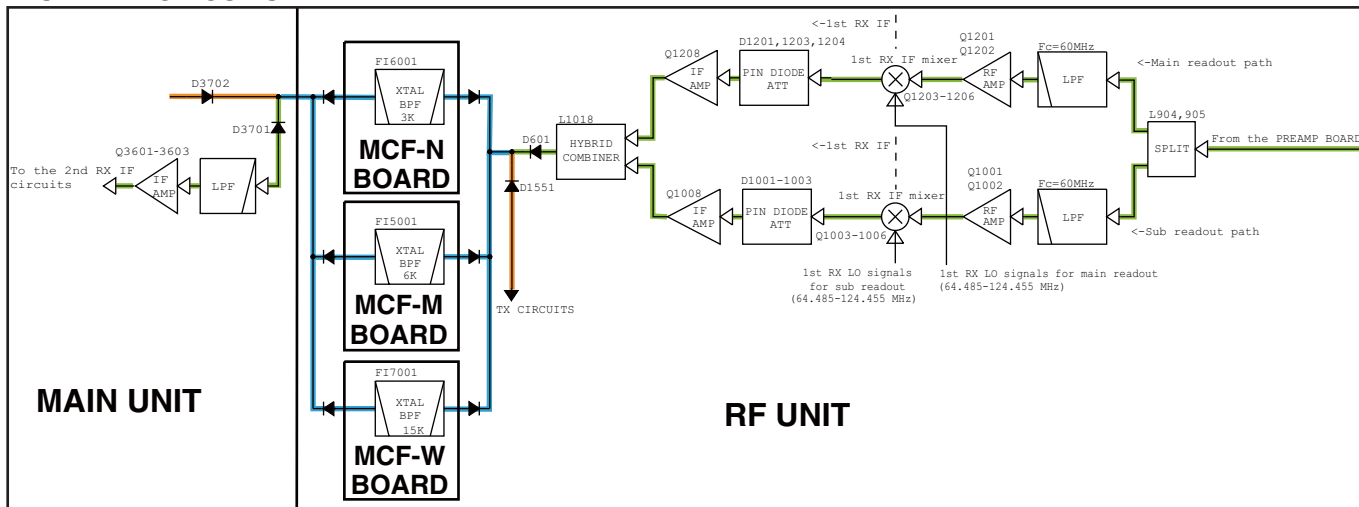 <-1st RX IF
Q1201
Q1202
Fc=60MHz
D1201,1203,1204
Q1208
1st RX IF mixer
<-Main readout path
IF
AMP
PIN DIODE
ATT
RF
AMP
LPF
Q1203-1206
L904,905
SPLIT
From the PREAMP BOARD
D3702
D3701
FI6001
XTAL
BPF
3K
MCF-N
BOARD
L1018
D601
HYBRID
COMBINER
<-1st RX IF
Q3601-3603
To the 2nd RX IF
circuits
IF
AMP
LPF
D1551
Q1008
D1001-1003
1st RX IF mixer
Q1001
Q1002
Fc=60MHz
IF
AMP
PIN DIODE
ATT
RF
AMP
LPF
Q1003-1006
<-Sub readout path
FI5001
XTAL
BPF
6K
MCF-M
BOARD
TX CIRCUITS
1st RX LO signals
for sub readout
(64.485-124.455 MHz)
1st RX LO signals for main readout
(64.485-124.455 MHz)
FI7001
XTAL
BPF
15K
MCF-W
BOARD
MAIN UNIT
RF UNIT